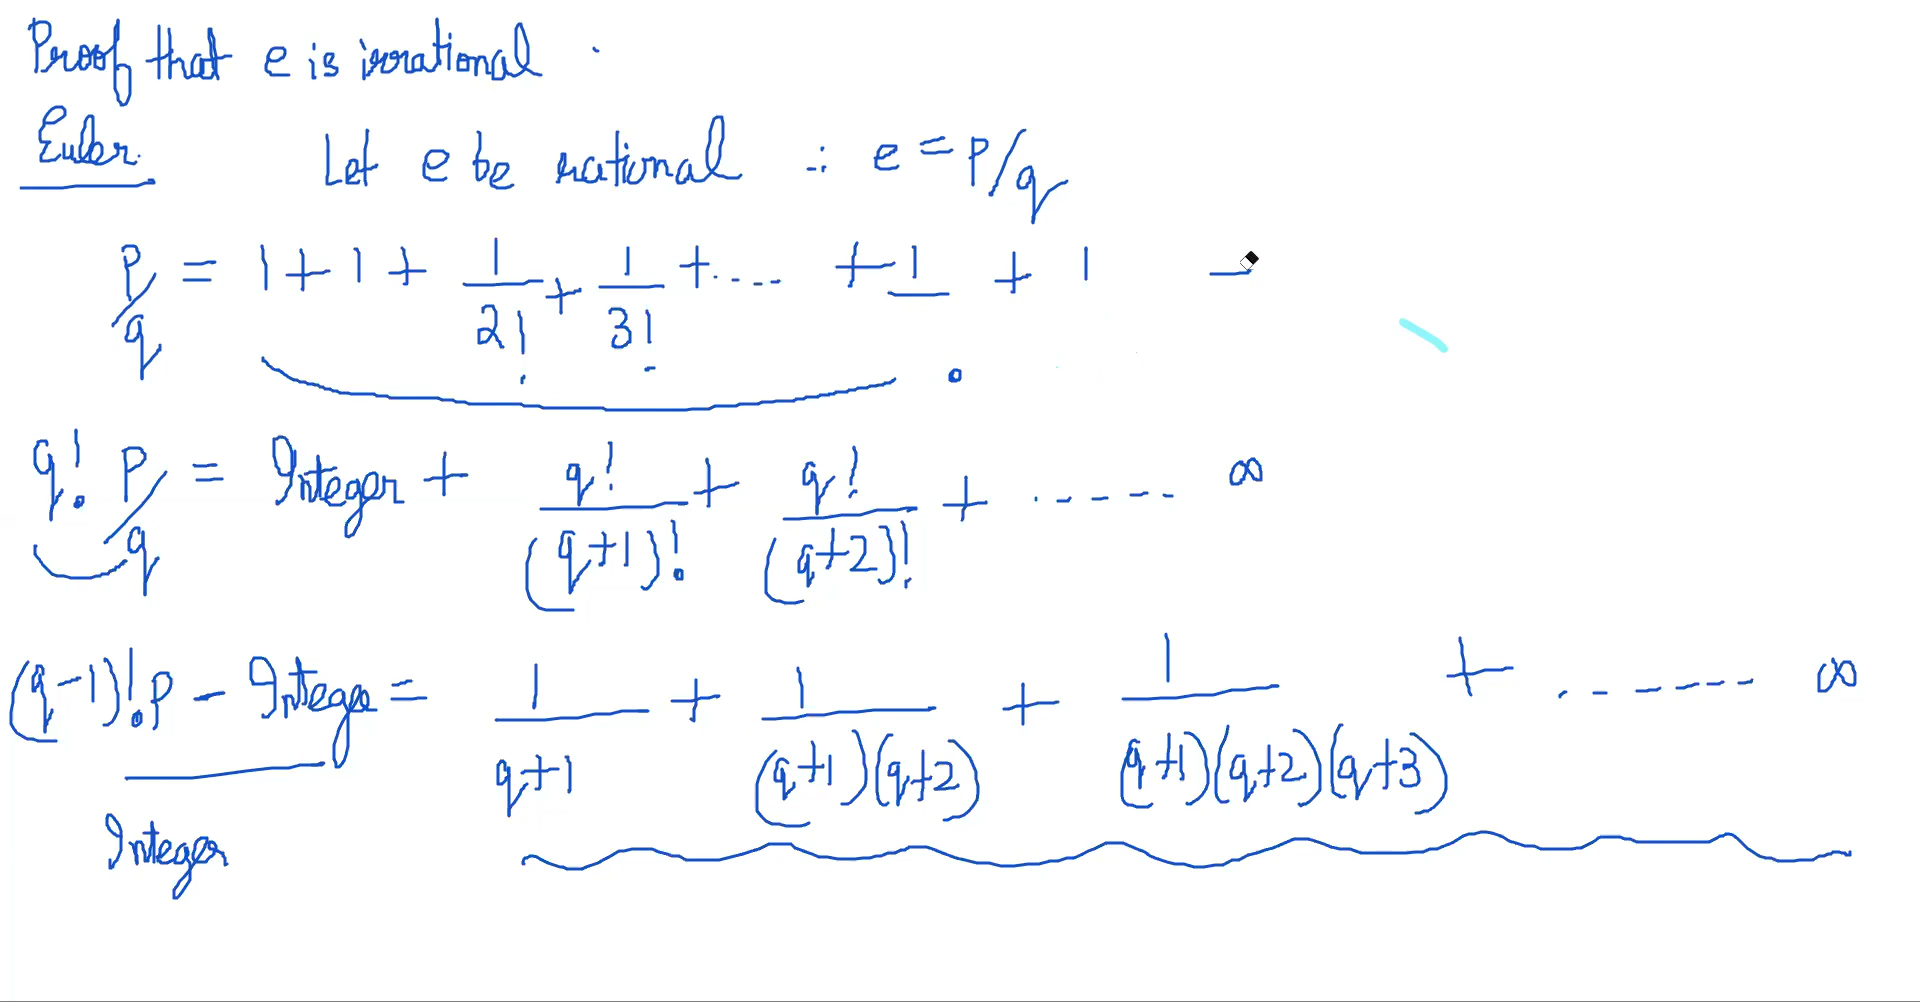 Proof that e is irrational.
Euler. Let e be rational ∴ e = p/q
p/q = 1 + 1 + 1/2! + 1/3! + .... + 1 + 1 -
q! p/q = Integer + q!/(q+1)! + q!/(q+2)! + ...... ∞
(q-1)! p - Integer = 1/(q+1) + 1/((q+1)(q+2)) + 1/((q+1)(q+2)(q+3)) + ....... ∞
Integer